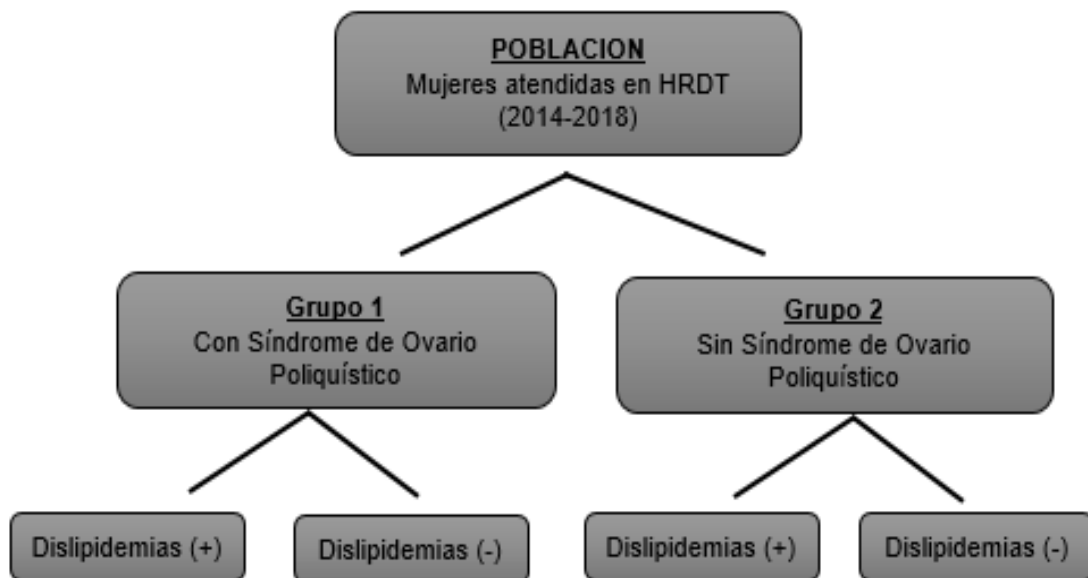 POBLACION
Mujeres atendidas en HRDT
(2014-2018)
Grupo 1
Con Síndrome de Ovario
Poliquístico
Grupo 2
Sin Síndrome de Ovario
Poliquístico
Dislipidemias (+)
Dislipidemias (-)
Dislipidemias (+)
Dislipidemias (-)